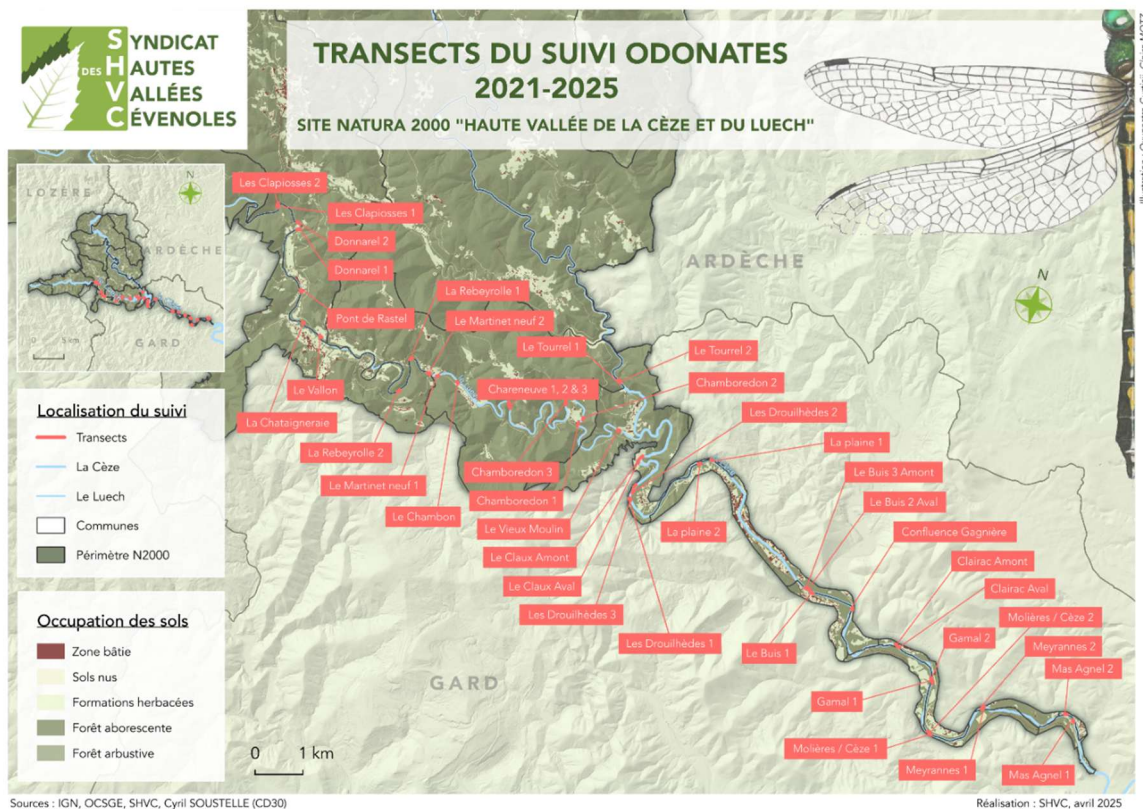 SYNDICAT
DES HAUTES
VALLÉES
CÉVENOLES
TRANSECTS DU SUIVI ODONATES
2021-2025
SITE NATURA 2000 "HAUTE VALLÉE DE LA CÈZE ET DU LUECH"
LOZÈRE
N
ARDÈCHE
GARD
0 5 km
Localisation du suivi
Transects
La Cèze
Le Luech
Communes
Périmètre N2000
Occupation des sols
Zone bâtie
Sols nus
Formations herbacées
Forêt aborescente
Forêt arbustive
Les Clapiosses 2
Les Clapiosses 1
Donnarel 2
Donnarel 1
Pont de Rastel
La Rebeyrolle 1
Le Martinet neuf 2
Le Tourrel 1
Le Tourrel 2
Le Vallon
Chareneuve 1, 2 & 3
Chamboredon 2
La Chataigneraie
Les Drouilhèdes 2
La Rebeyrolle 2
La plaine 1
Le Martinet neuf 1
Chamboredon 3
Le Buis 3 Amont
Chamboredon 1
Le Buis 2 Aval
Le Chambon
Le Vieux Moulin
La plaine 2
Confluence Gagnière
Le Claux Amont
Clairac Amont
Le Claux Aval
Clairac Aval
Les Drouilhèdes 3
Molières / Cèze 2
Les Drouilhèdes 1
Gamal 2
Le Buis 1
Meyrannes 2
Mas Agnel 2
Gamal 1
Molières / Cèze 1
Meyrannes 1
Mas Agnel 1
ARDÈCHE
N
GARD
0 1 km
Sources : IGN, OCSGE, SHVC, Cyril SOUSTELLE (CD30)
Réalisation : SHVC, avril 2025